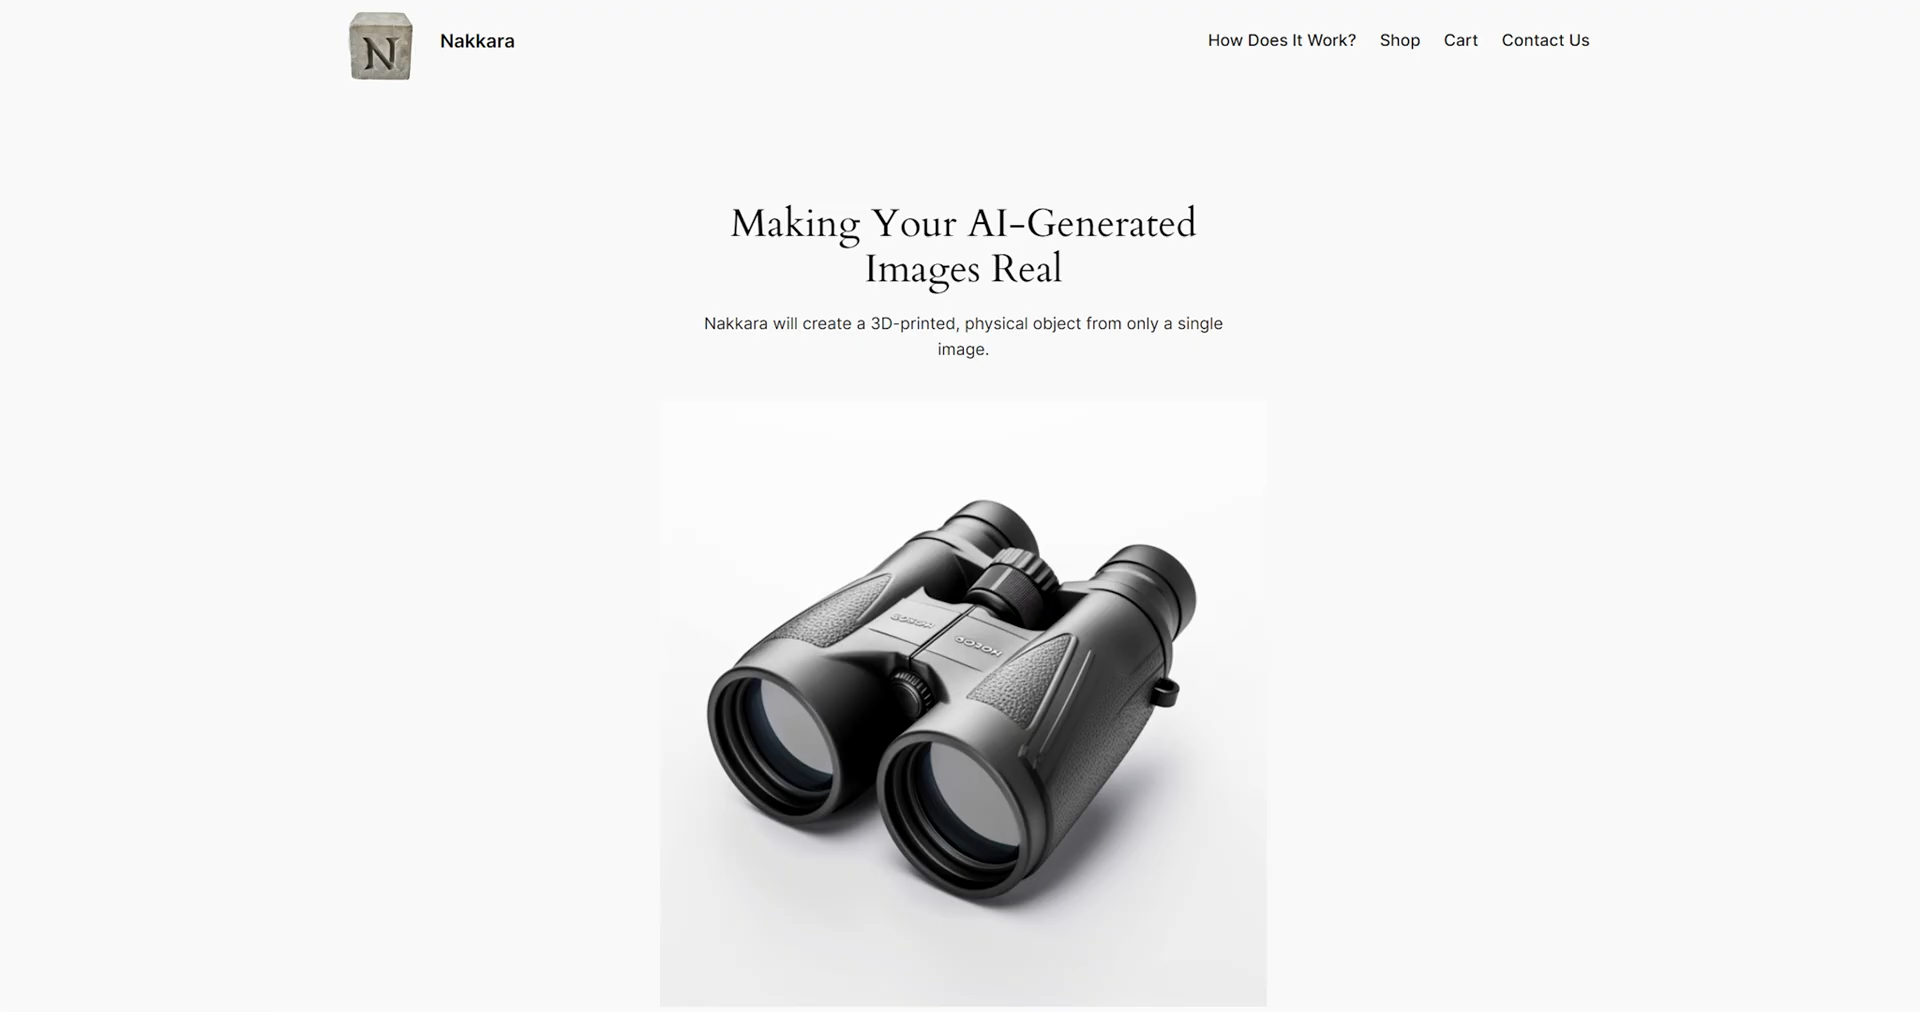 N
Nakkara
How Does It Work? Shop Cart Contact Us
Making Your AI-Generated
Images Real
Nakkara will create a 3D-printed, physical object from only a single
image.